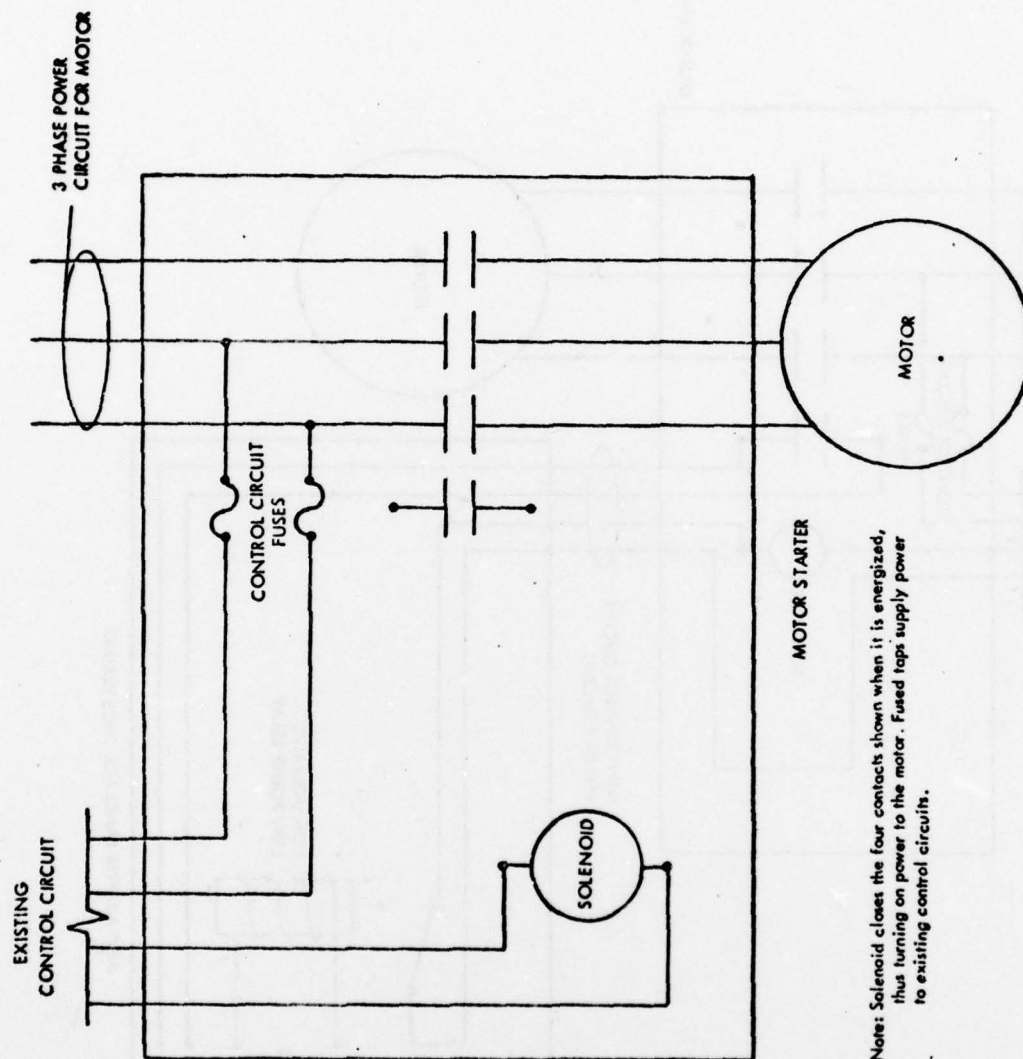 3 PHASE POWER
CIRCUIT FOR MOTOR
EXISTING
CONTROL CIRCUIT
CONTROL CIRCUIT
FUSES
SOLENOID
MOTOR STARTER
MOTOR
Note: Solenoid closes the four contacts shown when it is energized,
thus turning on power to the motor. Fused taps supply power
to existing control circuits.